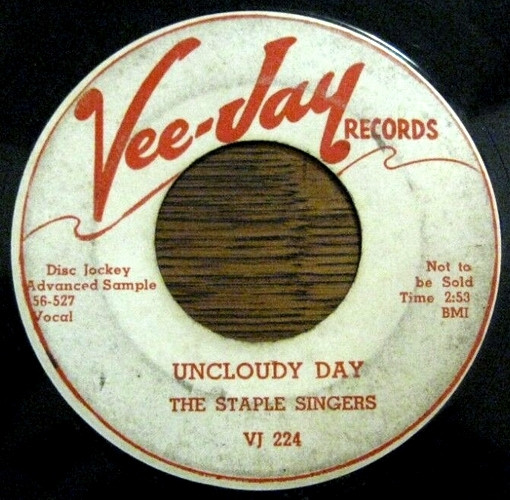 Vee-Jay
RECORDS
Disc Jockey
Advanced Sample
56-527
Vocal
Not to
be Sold
Time 2:53
BMI
UNCLOUDY DAY
THE STAPLE SINGERS
VJ 224